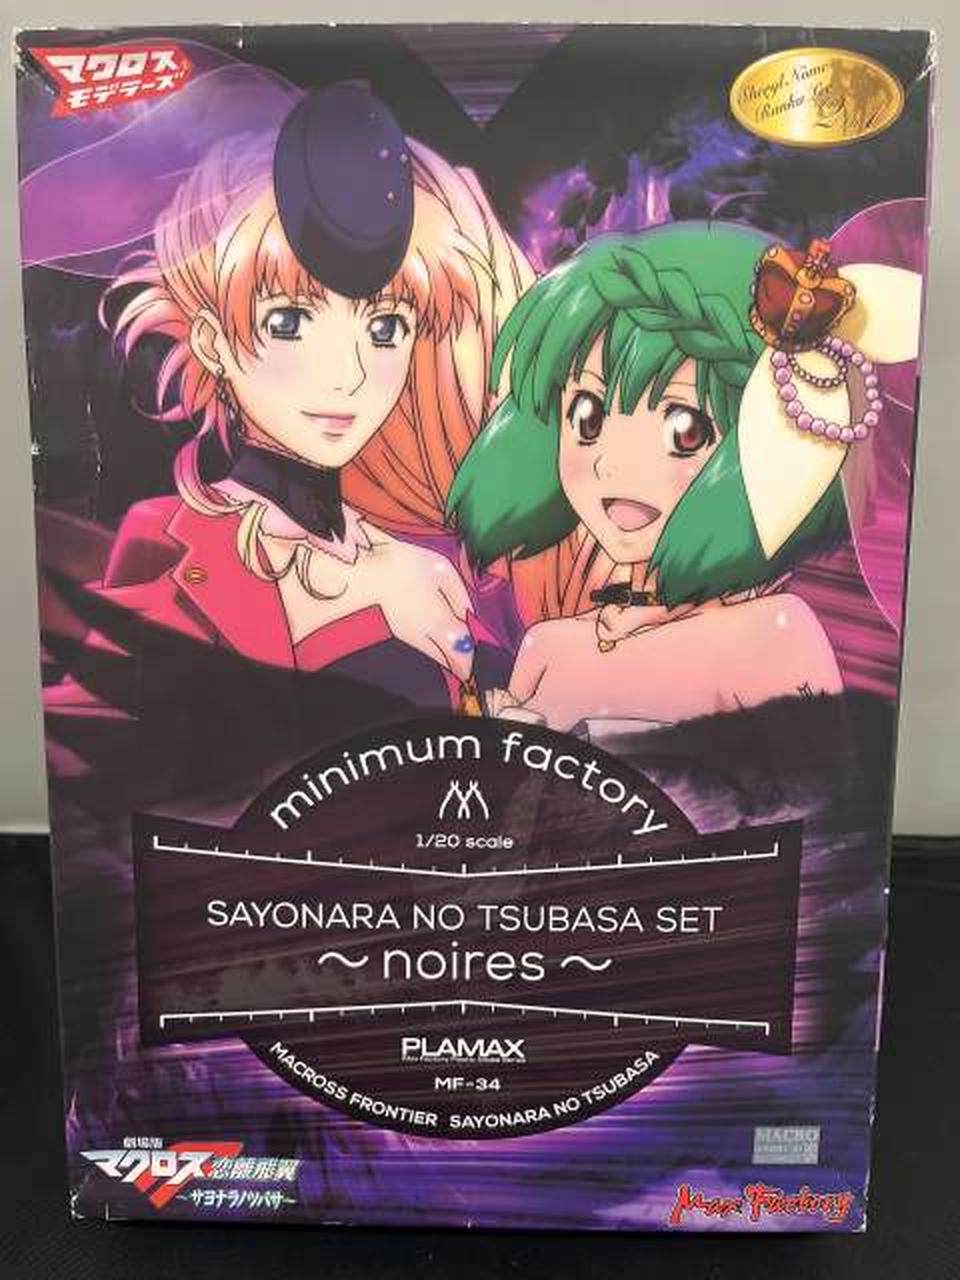 マクロス
モデラーズ
Sheryl Nome
Ranka Lee
minimum factory
1/20 scale
SAYONARA NO TSUBASA SET
～noires～
PLAMAX
MF-34
MACROSS FRONTIER SAYONARA NO TSUBASA
劇場版
マクロスF 恋離飛翼
～サヨナラノツバサ～
MACRO
Max Factory